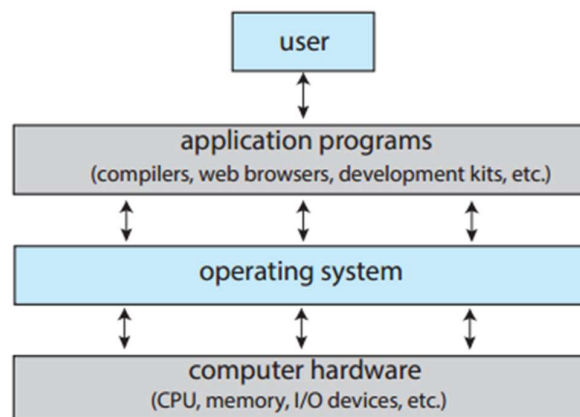 user
application programs
(compilers, web browsers, development kits, etc.)
operating system
computer hardware
(CPU, memory, I/O devices, etc.)